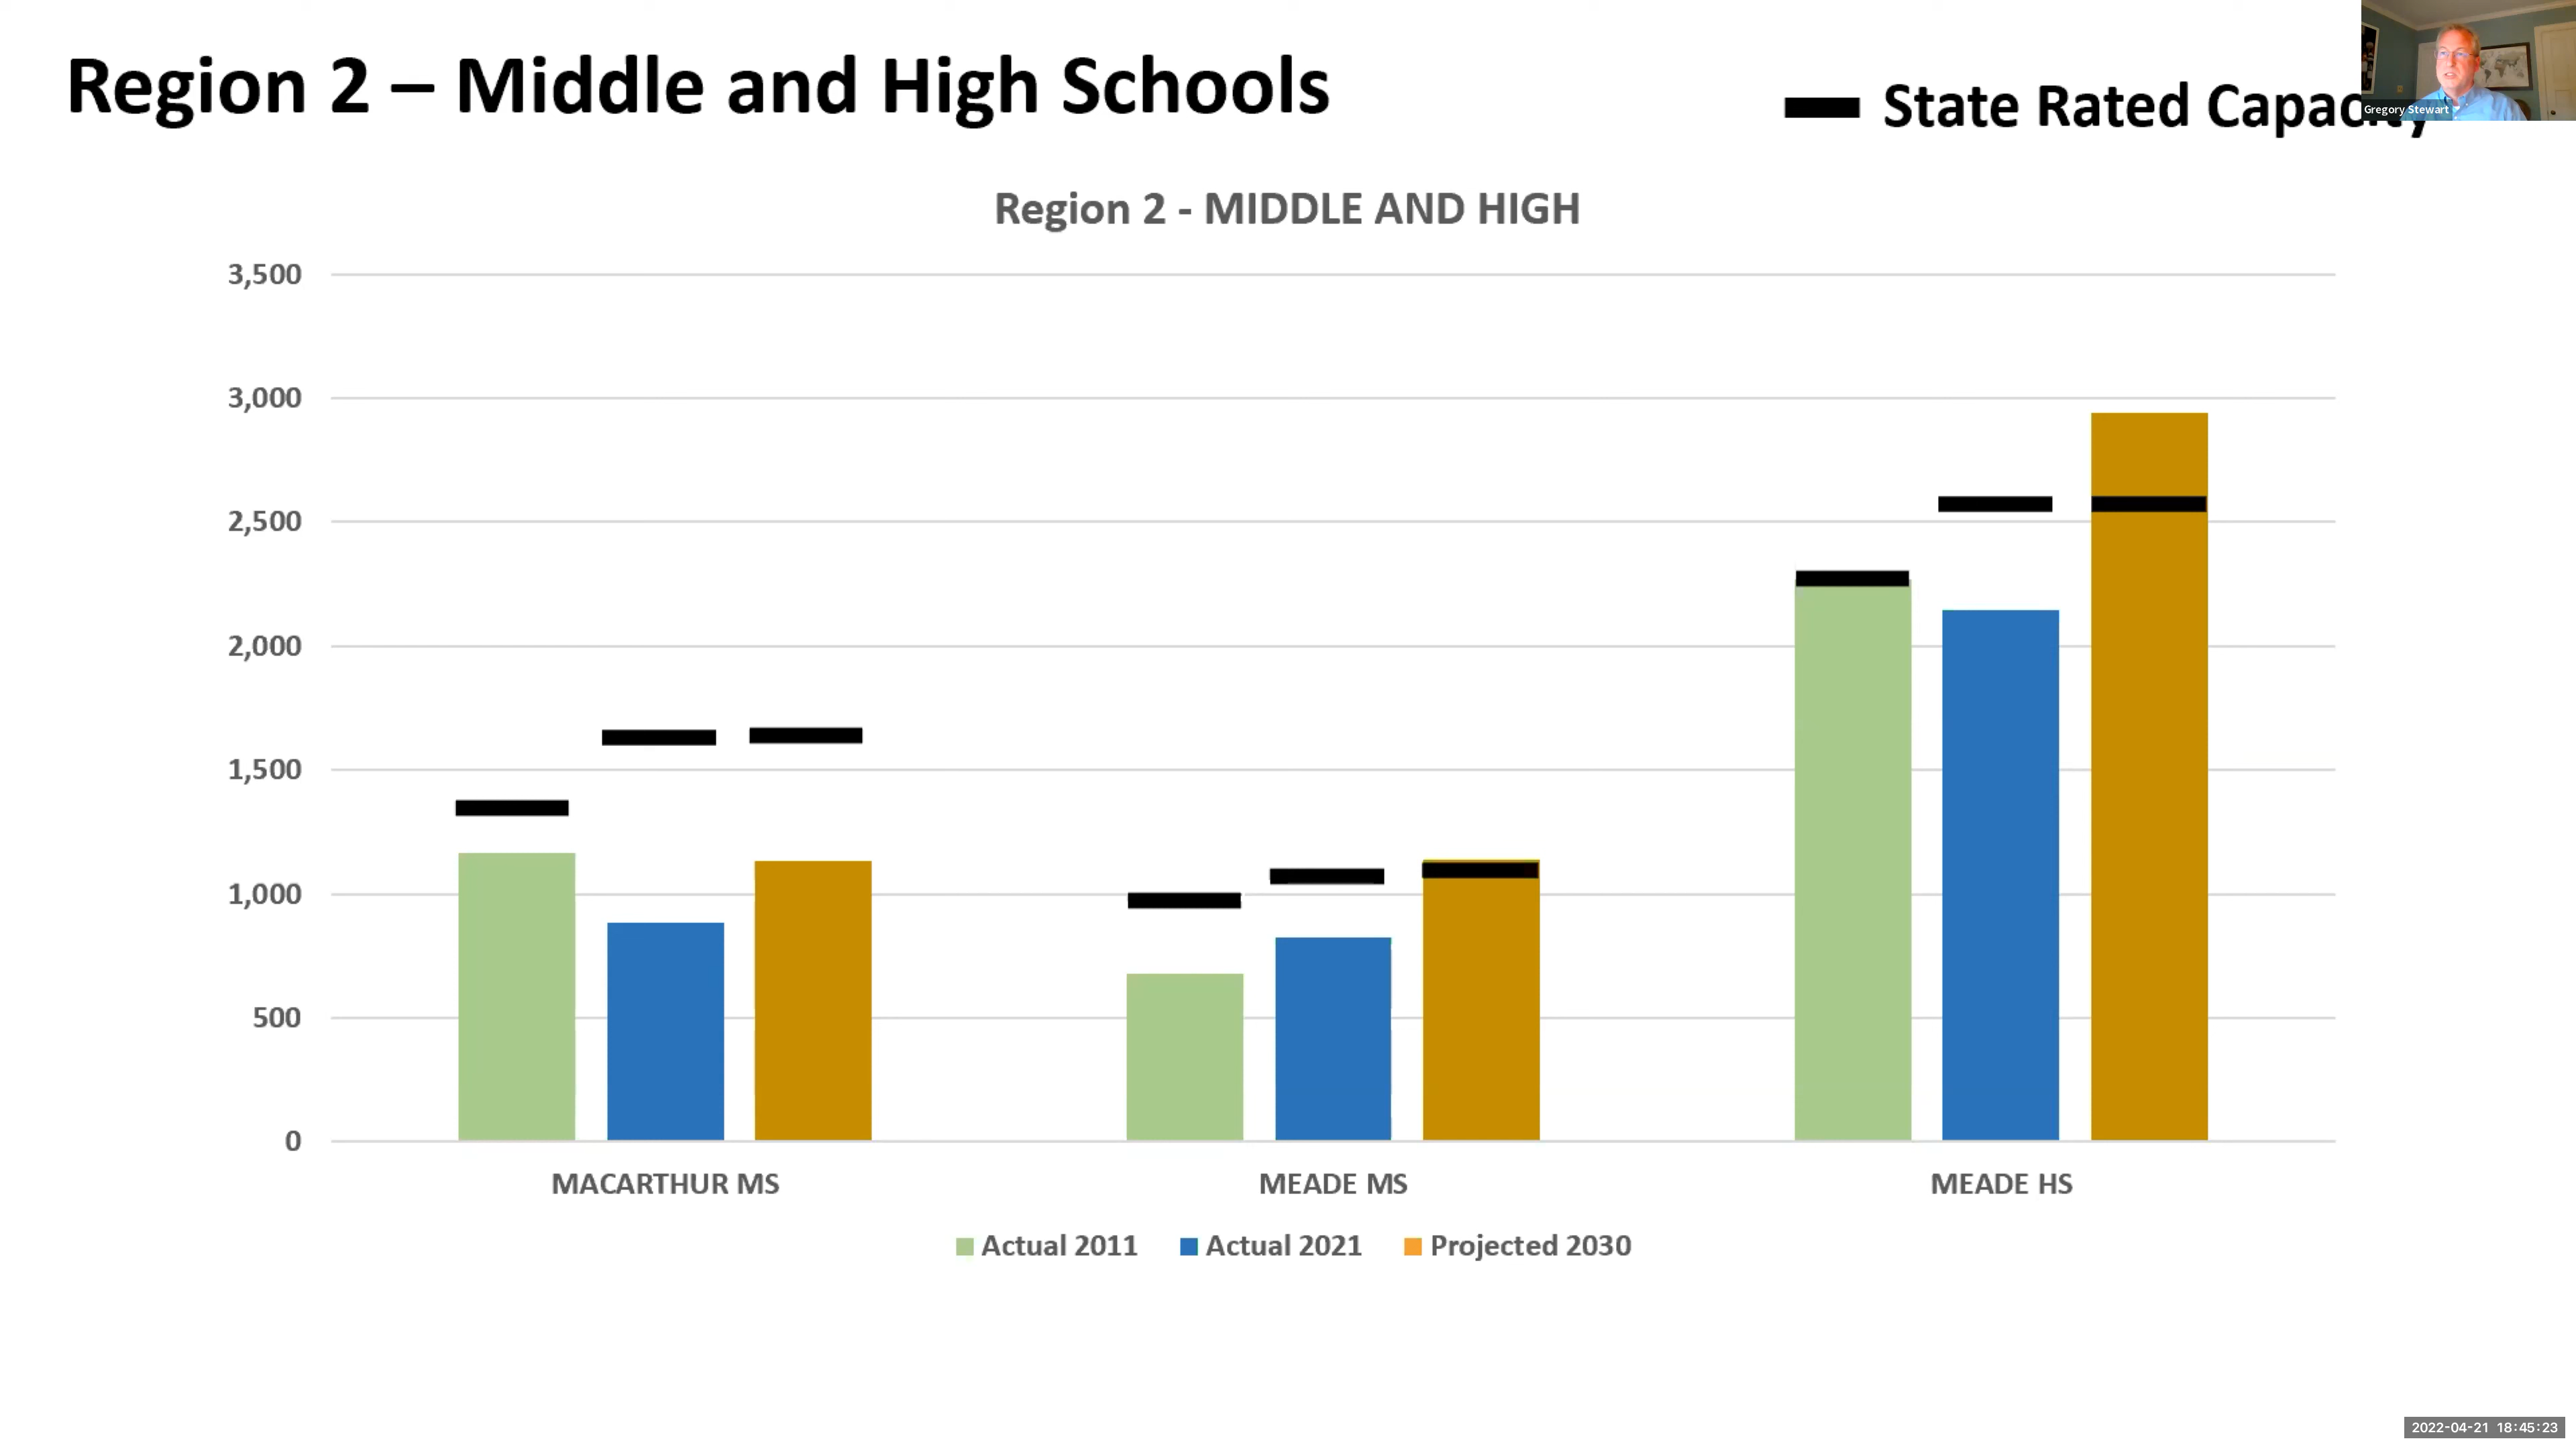 Region 2 – Middle and High Schools
State Rated Capacity
Gregory Stewart
Region 2 - MIDDLE AND HIGH
3,500
3,000
2,500
2,000
1,500
1,000
500
0
MACARTHUR MS MEADE MS MEADE HS
Actual 2011 Actual 2021 Projected 2030
2022-04-21 18:45:23